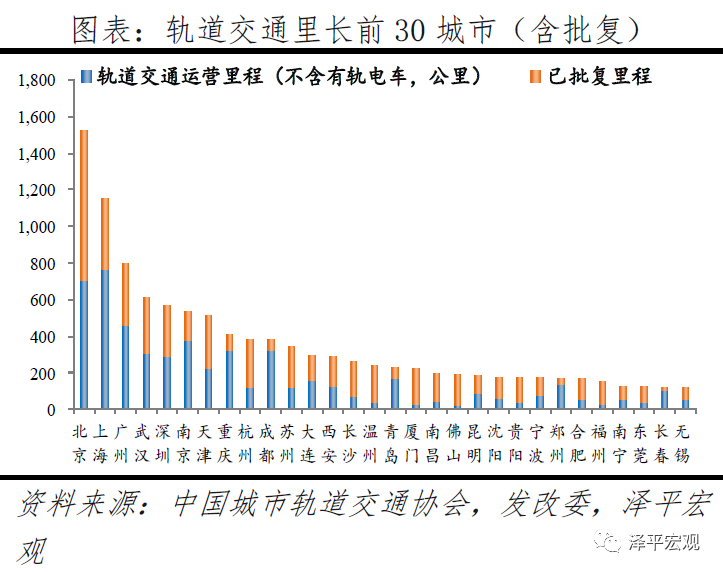 图表：轨道交通里长前 30 城市（含批复）
轨道交通运营里程（不含有轨电车，公里） 已批复里程
1,800
1,600
1,400
1,200
1,000
800
600
400
200
0
北京 上海 广州 武汉 深圳 南京 天津 重庆 杭州 成都 苏州 大连 西安 长沙 温州 青岛 厦门 南昌 佛山 昆明 沈阳 贵阳 宁波 郑州 合肥 福州 南宁 东莞 长春 无锡
资料来源：中国城市轨道交通协会，发改委，泽平宏
观
泽平宏观